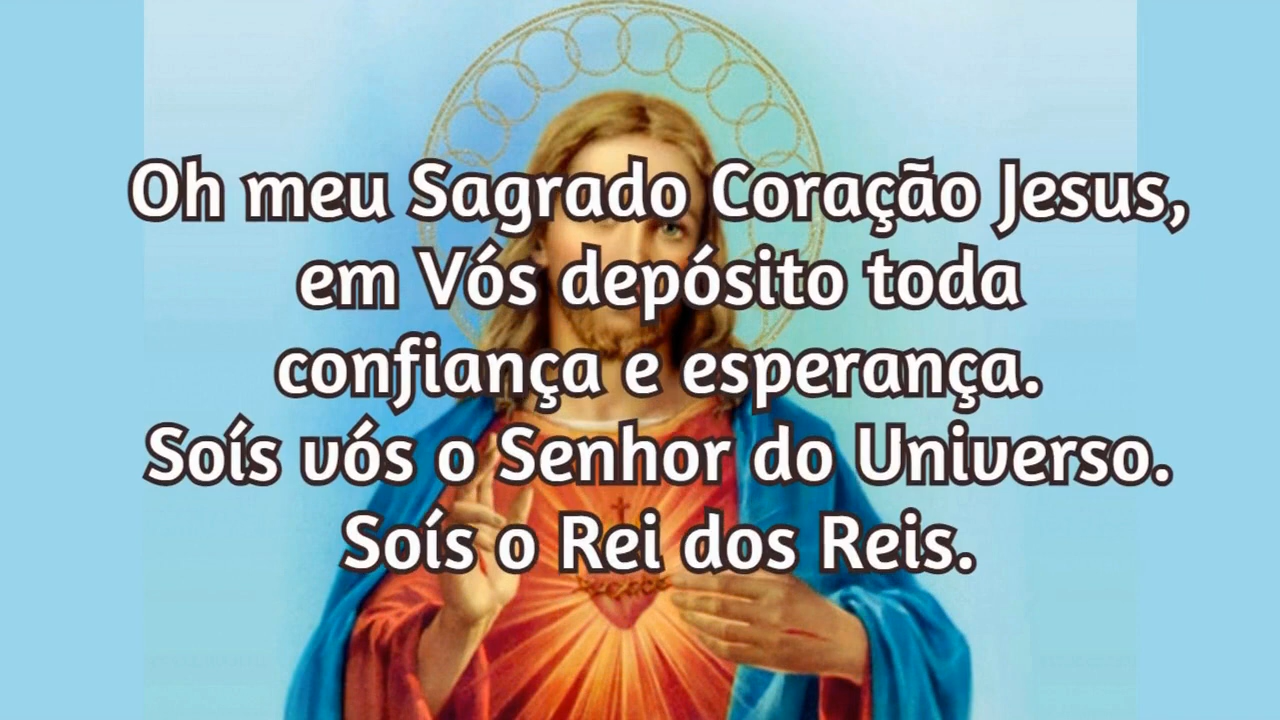 Oh meu Sagrado Coração Jesus,
em Vós depósito toda
confiança e esperança.
Soís vós o Senhor do Universo.
Soís o Rei dos Reis.